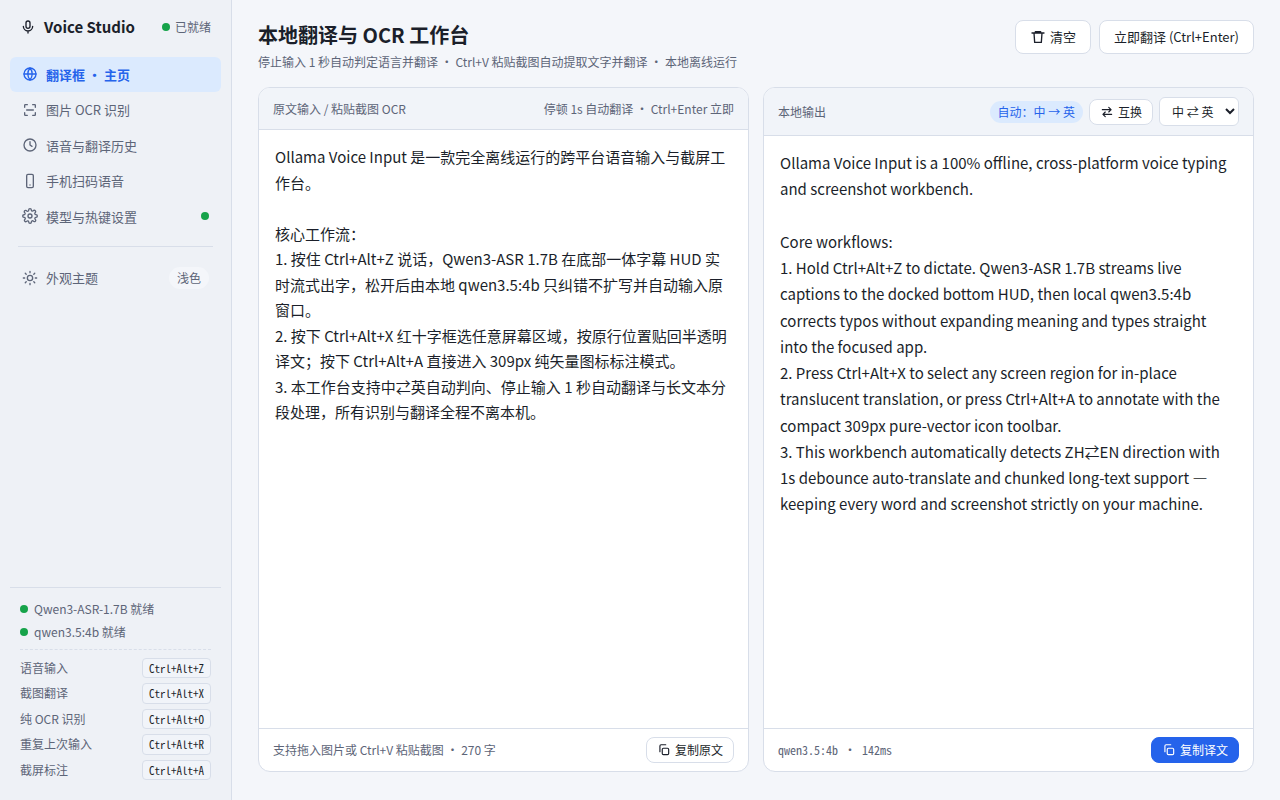 Voice Studio
已就绪
翻译框 · 主页
图片 OCR 识别
语音与翻译历史
手机扫码语音
模型与热键设置
外观主题
浅色
Qwen3-ASR-1.7B 就绪
qwen3.5:4b 就绪
语音输入 Ctrl+Alt+Z
截图翻译 Ctrl+Alt+X
纯 OCR 识别 Ctrl+Alt+O
重复上次输入 Ctrl+Alt+R
截屏标注 Ctrl+Alt+A
本地翻译与 OCR 工作台
停止输入 1 秒自动判定语言并翻译 · Ctrl+V 粘贴截图自动提取文字并翻译 · 本地离线运行
清空
立即翻译 (Ctrl+Enter)
原文输入 / 粘贴截图 OCR
停顿 1s 自动翻译 · Ctrl+Enter 立即
Ollama Voice Input 是一款完全离线运行的跨平台语音输入与截屏工
作台。
核心工作流：
1. 按住 Ctrl+Alt+Z 说话，Qwen3-ASR 1.7B 在底部一体字幕 HUD 实
时流式出字，松开后由本地 qwen3.5:4b 只纠错不扩写并自动输入原
窗口。
2. 按下 Ctrl+Alt+X 红十字框选任意屏幕区域，按原行位置贴回半透明
译文；按下 Ctrl+Alt+A 直接进入 309px 纯矢量图标标注模式。
3. 本工作台支持中⇄英自动判向、停止输入 1 秒自动翻译与长文本分
段处理，所有识别与翻译全程不离本机。
支持拖入图片或 Ctrl+V 粘贴截图 · 270 字
复制原文
本地输出
自动：中 → 英
⇄ 互换
中 ⇄ 英
Ollama Voice Input is a 100% offline, cross-platform voice typing
and screenshot workbench.
Core workflows:
1. Hold Ctrl+Alt+Z to dictate. Qwen3-ASR 1.7B streams live
captions to the docked bottom HUD, then local qwen3.5:4b
corrects typos without expanding meaning and types straight
into the focused app.
2. Press Ctrl+Alt+X to select any screen region for in-place
translucent translation, or press Ctrl+Alt+A to annotate with the
compact 309px pure-vector icon toolbar.
3. This workbench automatically detects ZH⇄EN direction with
1s debounce auto-translate and chunked long-text support —
keeping every word and screenshot strictly on your machine.
qwen3.5:4b · 142ms
复制译文